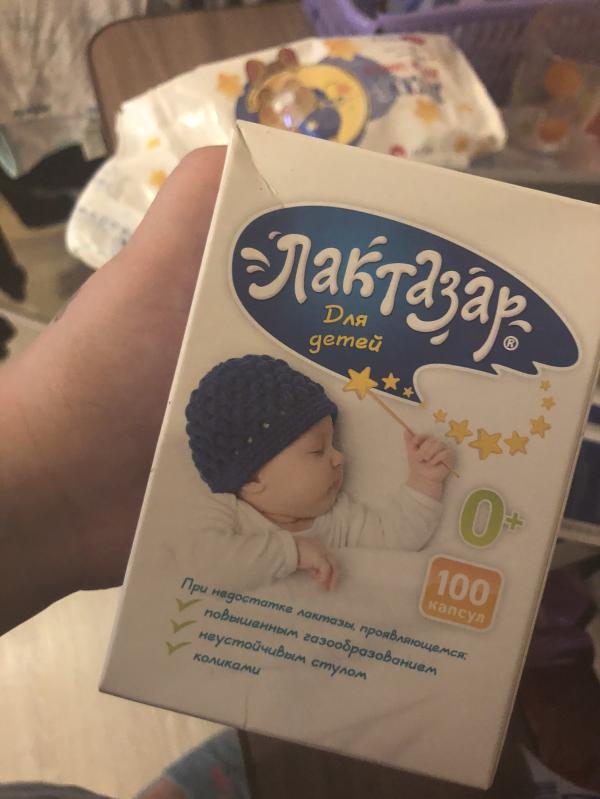 Лактазар®
Для
детей
0+
100
капсул
При недостатке лактазы, проявляющемся:
повышенным газообразованием
неустойчивым стулом
коликами